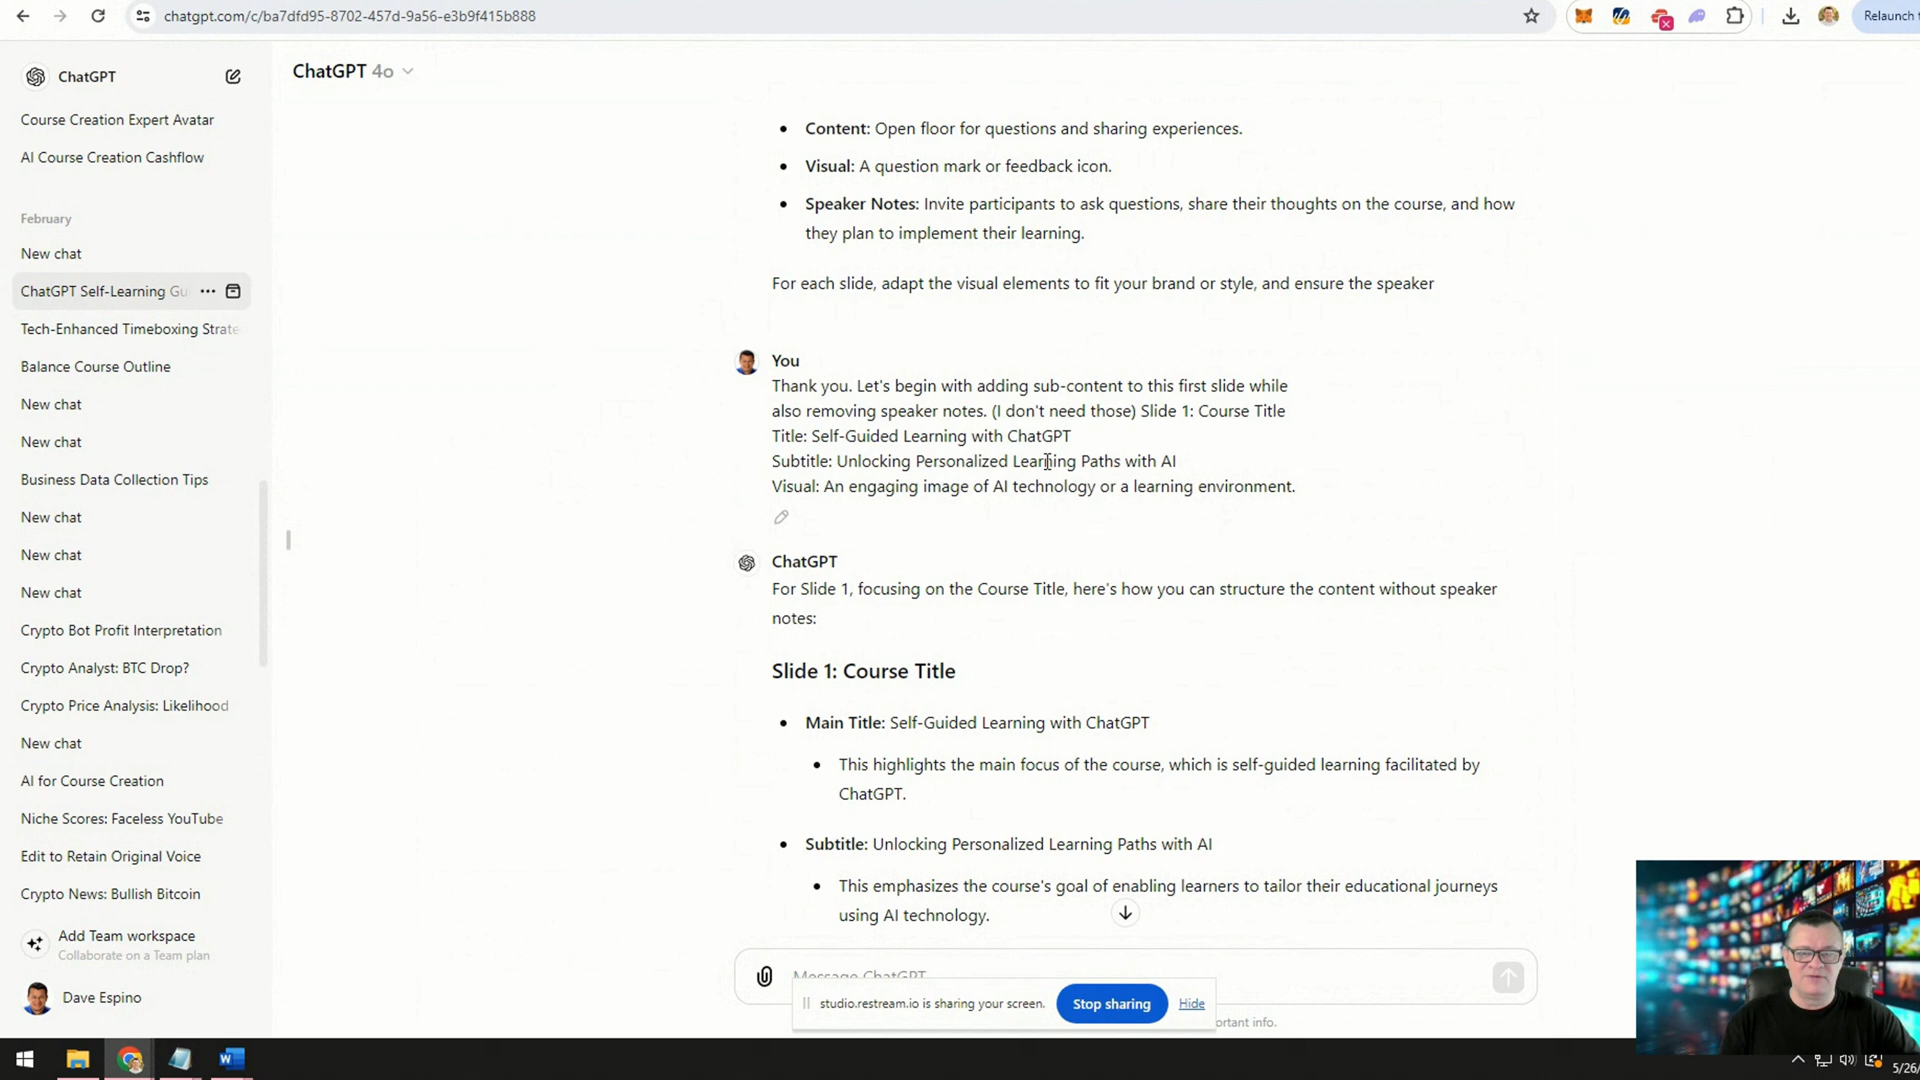 chatgpt.com/c/ba7dfd95-8702-457d-9a56-e3b9f415b888
Relaunch t
ChatGPT
ChatGPT 4o
Course Creation Expert Avatar
AI Course Creation Cashflow
February
New chat
ChatGPT Self-Learning Gu
Tech-Enhanced Timeboxing Strate
Balance Course Outline
New chat
New chat
Business Data Collection Tips
New chat
New chat
New chat
Crypto Bot Profit Interpretation
Crypto Analyst: BTC Drop?
Crypto Price Analysis: Likelihood
New chat
AI for Course Creation
Niche Scores: Faceless YouTube
Edit to Retain Original Voice
Crypto News: Bullish Bitcoin
Add Team workspace
Collaborate on a Team plan
Dave Espino
• Content: Open floor for questions and sharing experiences.
• Visual: A question mark or feedback icon.
• Speaker Notes: Invite participants to ask questions, share their thoughts on the course, and how
they plan to implement their learning.
For each slide, adapt the visual elements to fit your brand or style, and ensure the speaker
You
Thank you. Let's begin with adding sub-content to this first slide while
also removing speaker notes. (I don't need those) Slide 1: Course Title
Title: Self-Guided Learning with ChatGPT
Subtitle: Unlocking Personalized Learning Paths with AI
Visual: An engaging image of AI technology or a learning environment.
ChatGPT
For Slide 1, focusing on the Course Title, here's how you can structure the content without speaker
notes:
Slide 1: Course Title
• Main Title: Self-Guided Learning with ChatGPT
• This highlights the main focus of the course, which is self-guided learning facilitated by
ChatGPT.
• Subtitle: Unlocking Personalized Learning Paths with AI
• This emphasizes the course's goal of enabling learners to tailor their educational journeys
using AI technology.
Message ChatGPT
studio.restream.io is sharing your screen.
Stop sharing
Hide
ortant info.
5/26/